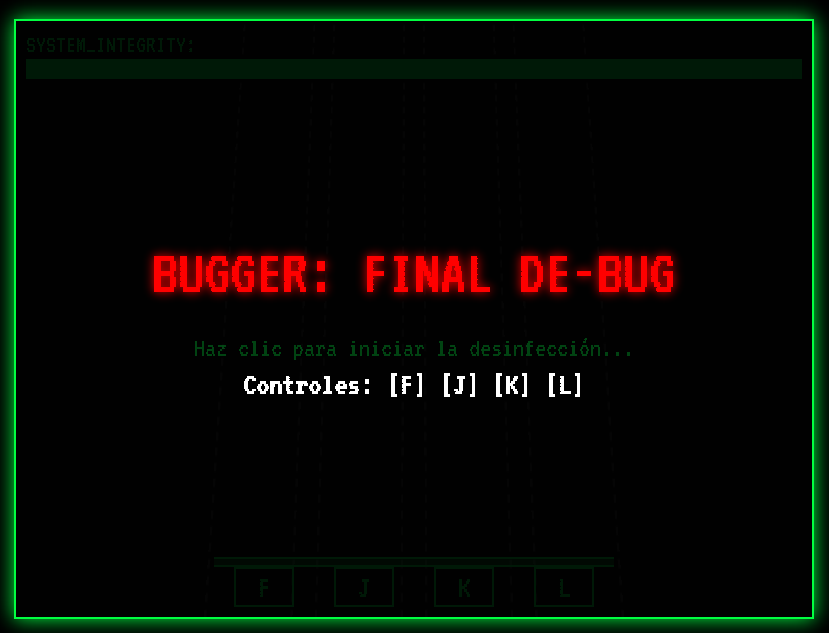 SYSTEM_INTEGRITY:
BUGGER: FINAL DE-BUG
Haz clic para iniciar la desinfección...
Controles: [F] [J] [K] [L]
F J K L